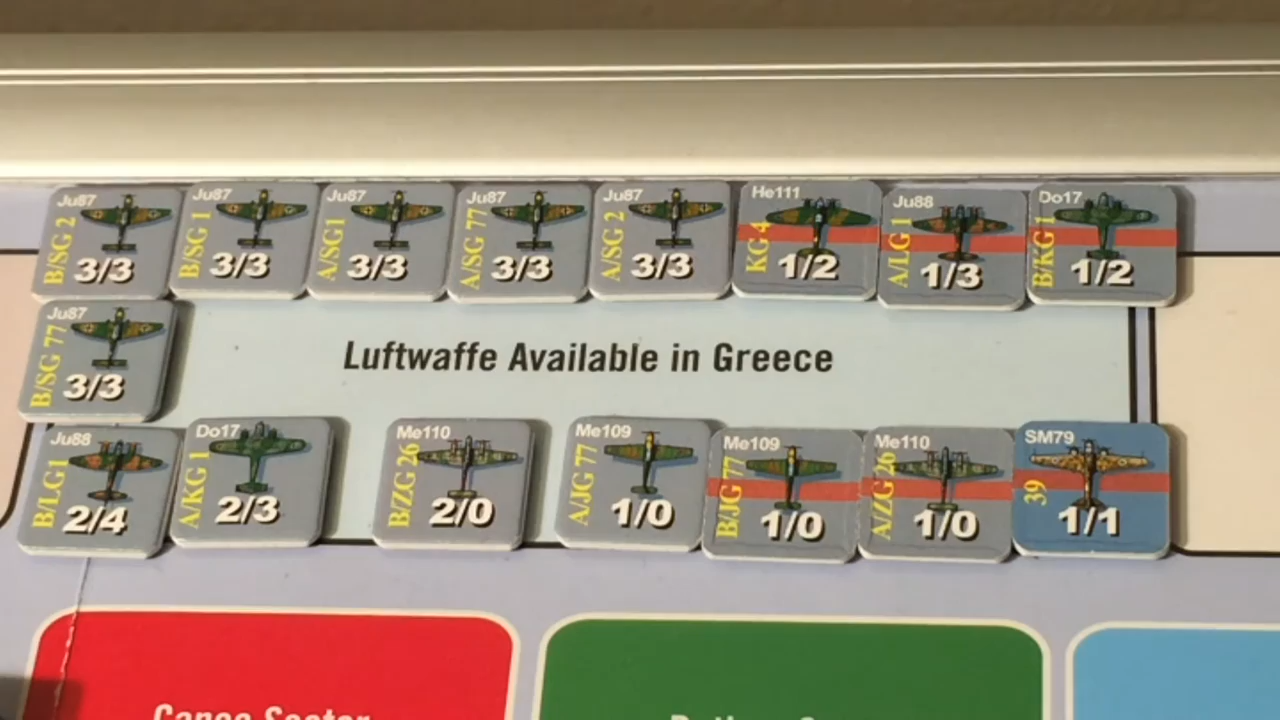 Ju87
B/SG 2
3/3
Ju87
B/SG 1
3/3
Ju87
A/SG1
3/3
Ju87
A/SG 77
3/3
Ju87
A/SG 2
3/3
He111
KG 4
1/2
Ju88
A/LG 1
1/3
Do17
B/KG 1
1/2
Ju87
B/SG 77
3/3
Luftwaffe Available in Greece
Ju88
B/LG1
2/4
Do17
A/KG 1
2/3
Me110
B/ZG 26
2/0
Me109
A/JG 77
1/0
Me109
B/JG 77
1/0
Me110
A/ZG 26
1/0
SM79
39
1/1
Canea Sector